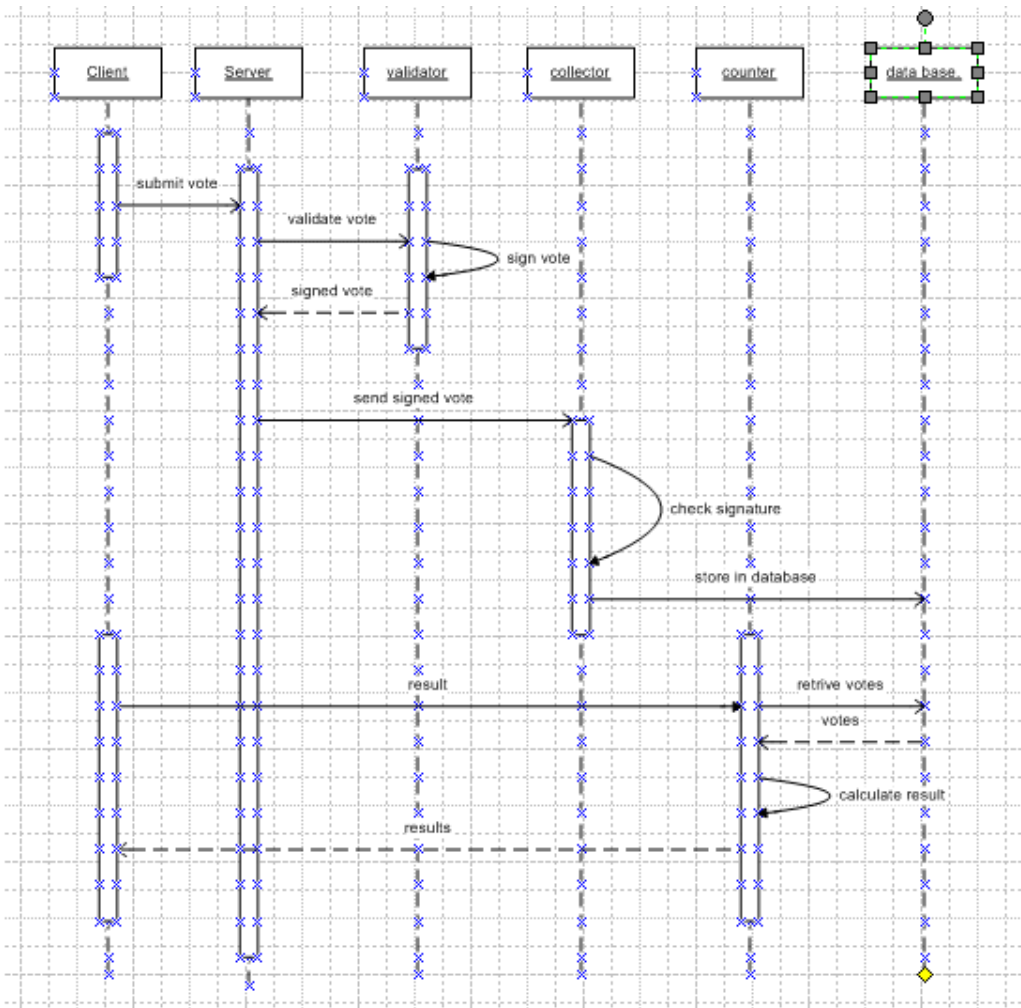 Client
Server
validator
collector
counter
data base.
submit vote
validate vote
sign vote
signed vote
send signed vote
check signature
store in database
result
retrive votes
votes
calculate result
results